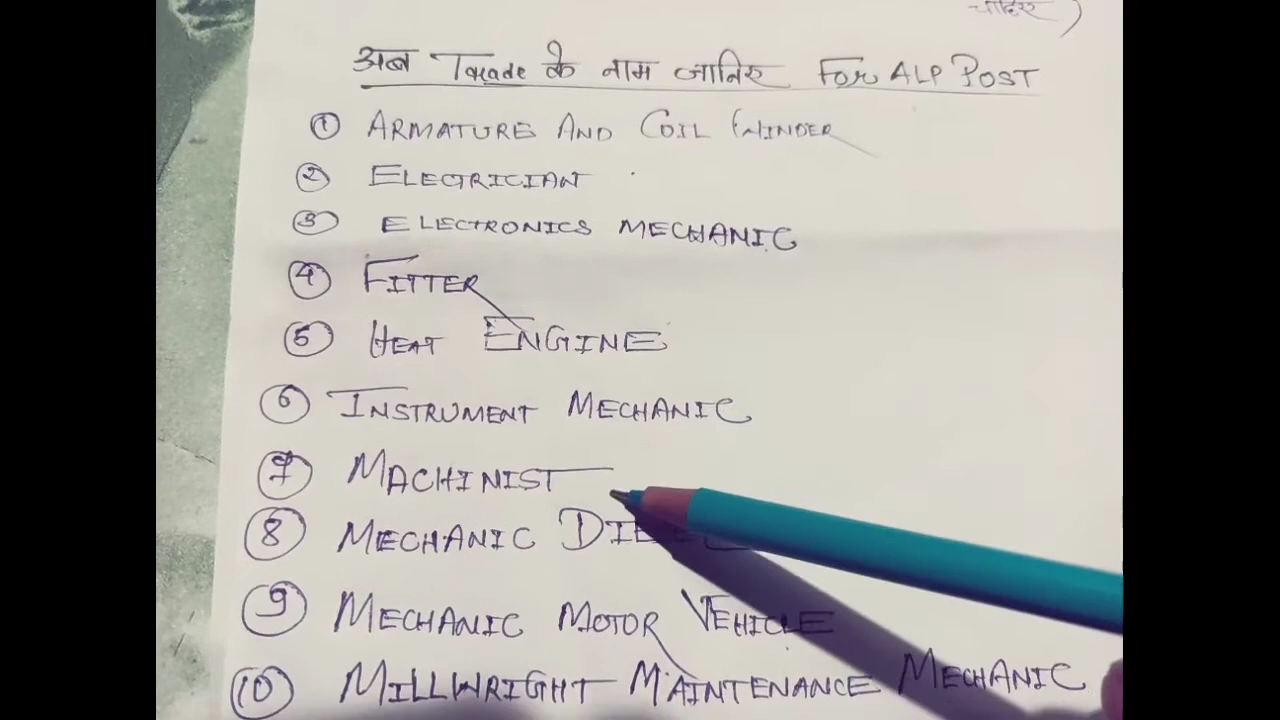 चाहिए)
अब Trade के नाम जानिए For ALP POST
① ARMATURE AND COIL WINDER
② ELECTRICIAN
③ ELECTRONICS MECHANIC
④ FITTER
⑤ HEAT ENGINE
⑥ INSTRUMENT MECHANIC
⑦ MACHINIST
⑧ MECHANIC DIESEL
⑨ MECHANIC MOTOR VEHICLE
⑩ MILLWRIGHT MAINTENANCE MECHANIC